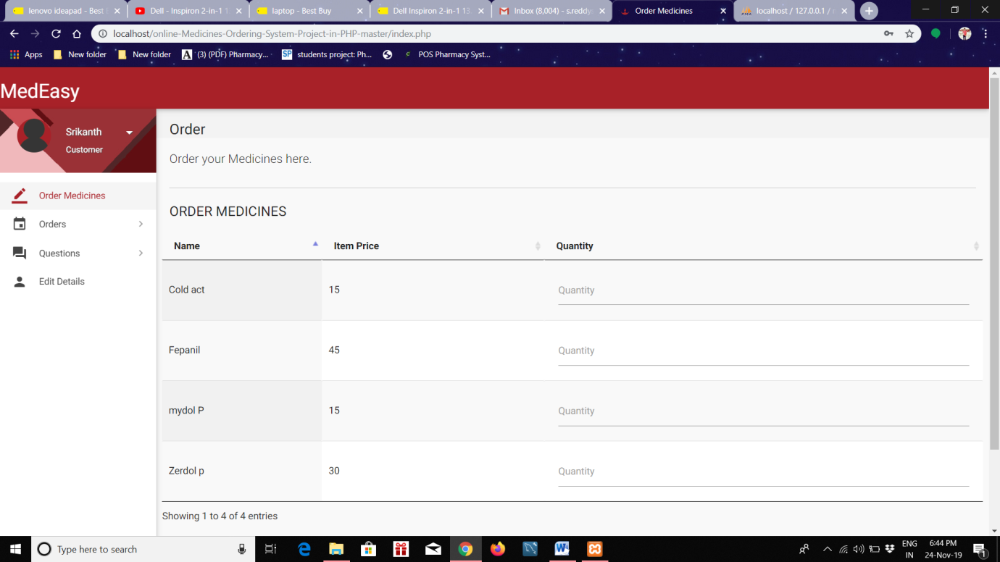 lenovo ideapad - Best
Dell - Inspiron 2-in-1 1
laptop - Best Buy
Dell Inspiron 2-in-1 13
Inbox (8,004) - s.reddy
Order Medicines
localhost / 127.0.0.1 /
localhost/online-Medicines-Ordering-System-Project-in-PHP-master/index.php
Apps
New folder
New folder
A
(3) (PDF) Pharmacy...
SP
students project: Ph...
POS Pharmacy Syst...
MedEasy
Srikanth
Customer
Order Medicines
Orders
Questions
Edit Details
Order
Order your Medicines here.
ORDER MEDICINES
Name Item Price Quantity
Cold act 15 Quantity
Fepanil 45 Quantity
mydol P 15 Quantity
Zerdol p 30 Quantity
Showing 1 to 4 of 4 entries
Type here to search
ENG
IN
6:44 PM
24-Nov-19
1